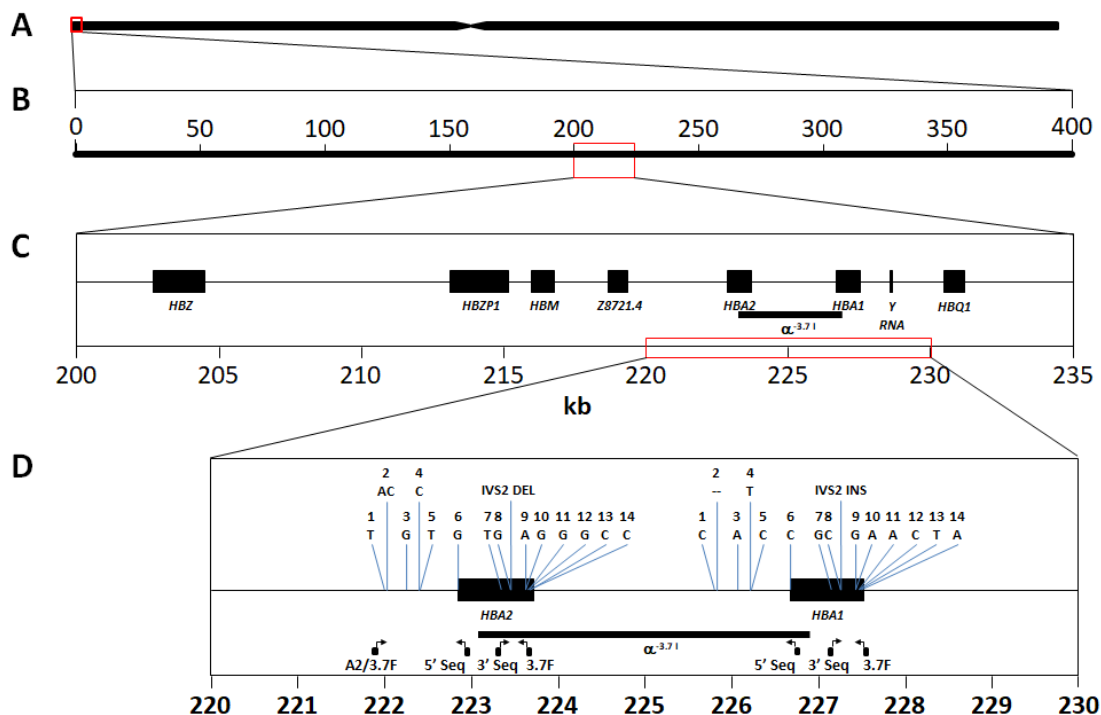 A
B
0 50 100 150 200 250 300 350 400
C
HBZ HBZP1 HBM Z8721.4 HBA2 HBA1 Y HBQ1
RNA
α-3.7 I
200 205 210 215 220 225 230 235
kb
D
2 4 2 4
AC C IVS2 DEL -- T IVS2 INS
1 3 5 6 7 8 9 10 11 12 13 14 1 3 5 6 7 8 9 10 11 12 13 14
T G T G T G A G G G C C C A C C G C G A A C T A
HBA2 HBA1
α-3.7 I
A2/3.7F 5' Seq 3' Seq 3.7F 5' Seq 3' Seq 3.7F
220 221 222 223 224 225 226 227 228 229 230